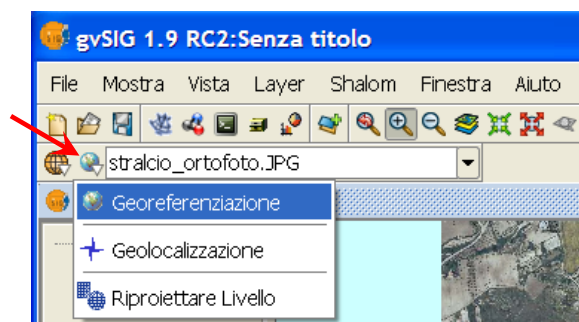 gvSIG 1.9 RC2:Senza titolo
File Mostra Vista Layer Shalom Finestra Aiuto
stralcio_ortofoto.JPG
Georeferenziazione
Geolocalizzazione
Riproiettare Livello